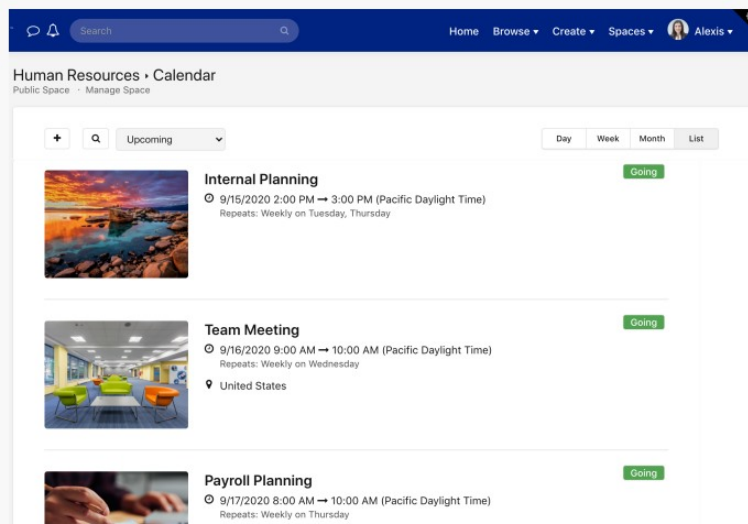 Search
Home Browse Create Spaces Alexis
Human Resources › Calendar
Public Space · Manage Space
+ Upcoming Day Week Month List
Internal Planning Going
9/15/2020 2:00 PM → 3:00 PM (Pacific Daylight Time)
Repeats: Weekly on Tuesday, Thursday
Team Meeting Going
9/16/2020 9:00 AM → 10:00 AM (Pacific Daylight Time)
Repeats: Weekly on Wednesday
United States
Payroll Planning Going
9/17/2020 8:00 AM → 10:00 AM (Pacific Daylight Time)
Repeats: Weekly on Thursday